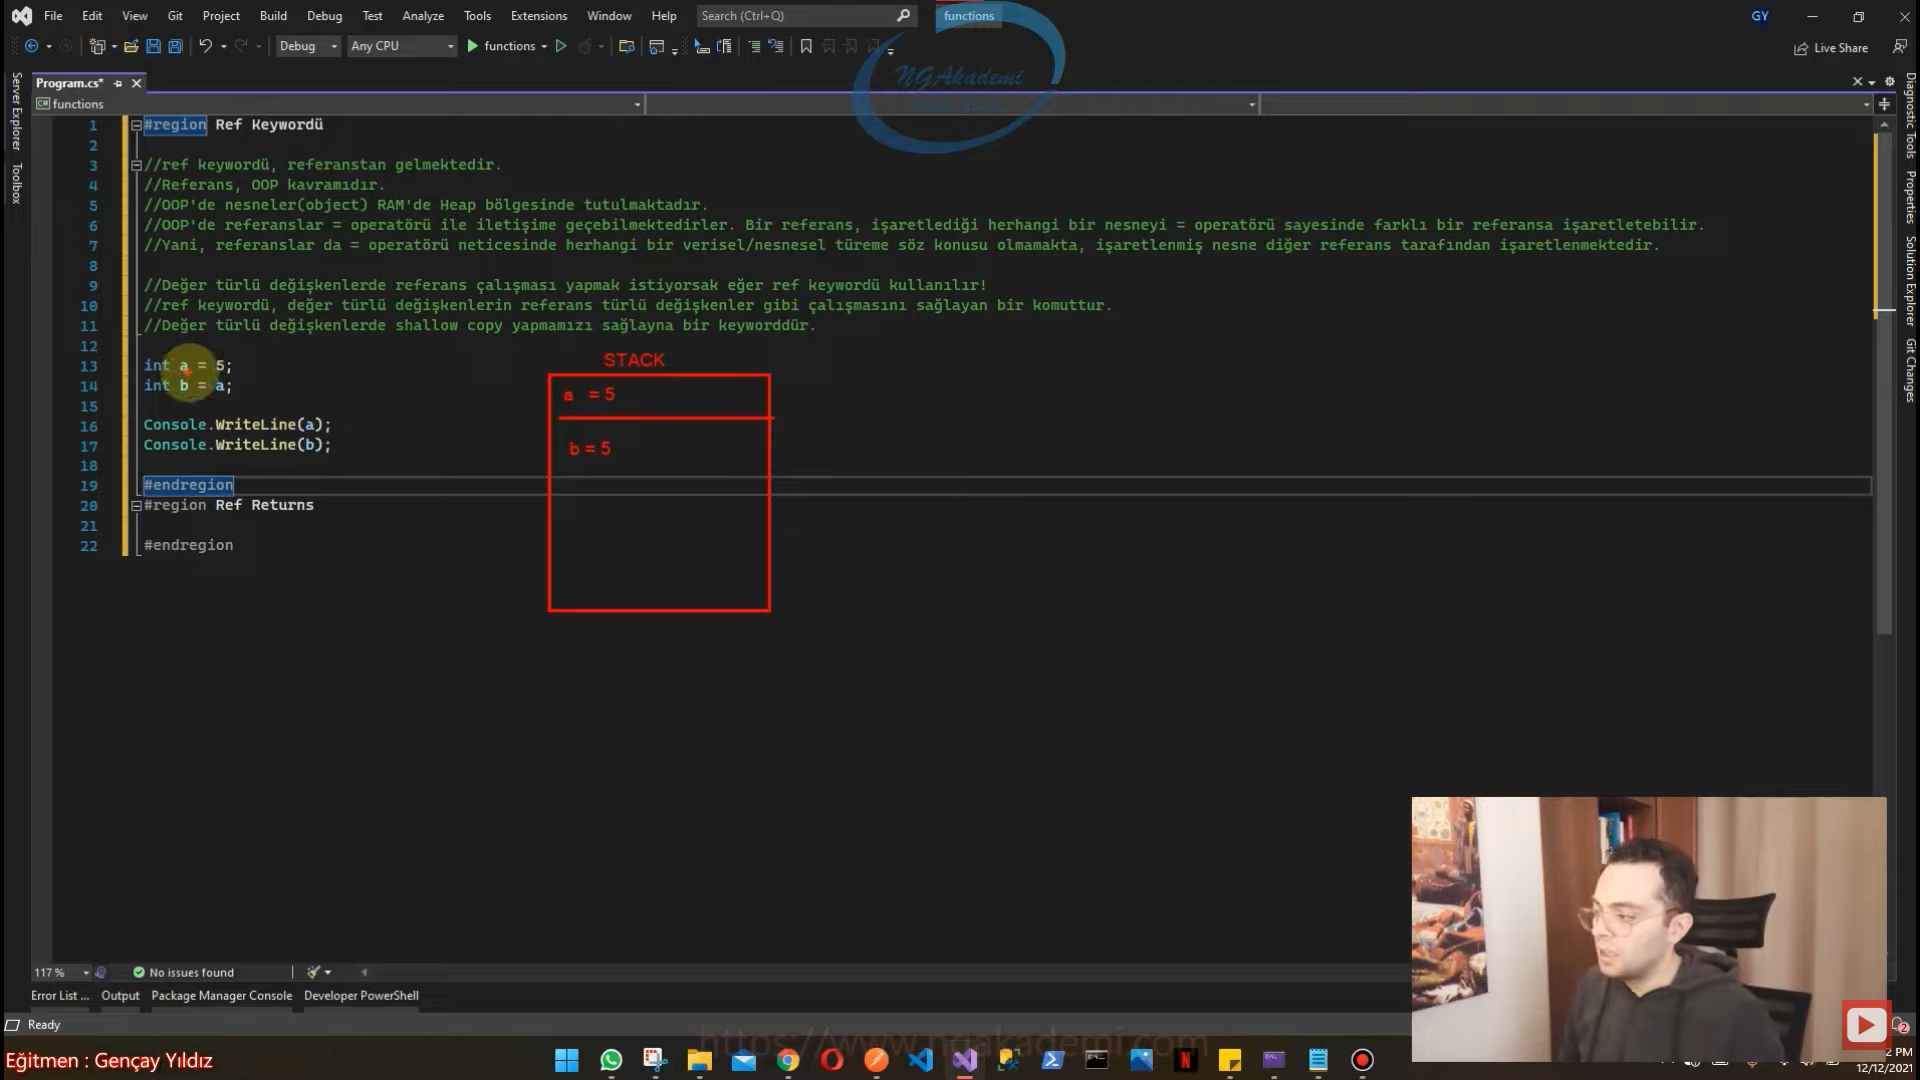 File Edit View Git Project Build Debug Test Analyze Tools Extensions Window Help Search (Ctrl+Q) functions GY
Debug Any CPU functions Live Share
NGAkademi
Program.cs*
functions
Server Explorer
Toolbox
Diagnostic Tools
Properties
Solution Explorer
Git Changes
1 #region Ref Keywordü
2
3 //ref keywordü, referanstan gelmektedir.
4 //Referans, OOP kavramıdır.
5 //OOP'de nesneler(object) RAM'de Heap bölgesinde tutulmaktadır.
6 //OOP'de referanslar = operatörü ile iletişime geçebilmektedirler. Bir referans, işaretlediği herhangi bir nesneyi = operatörü sayesinde farklı bir referansa işaretletebilir.
7 //Yani, referanslar da = operatörü neticesinde herhangi bir verisel/nesnesel türeme söz konusu olmamakta, işaretlenmiş nesne diğer referans tarafından işaretlenmektedir.
8
9 //Değer türlü değişkenlerde referans çalışması yapmak istiyorsak eğer ref keywordü kullanılır!
10 //ref keywordü, değer türlü değişkenlerin referans türlü değişkenler gibi çalışmasını sağlayan bir komuttur.
11 //Değer türlü değişkenlerde shallow copy yapmamızı sağlayna bir keyworddür.
12
13 int a = 5;
14 int b = a;
15
16 Console.WriteLine(a);
17 Console.WriteLine(b);
18
19 #endregion
20 #region Ref Returns
21
22 #endregion
STACK
a = 5
b = 5
117 % No issues found
Error List ... Output Package Manager Console Developer PowerShell
Ready
https://www.ngakademi.com
Eğitmen : Gençay Yıldız
2 PM
12/12/2021